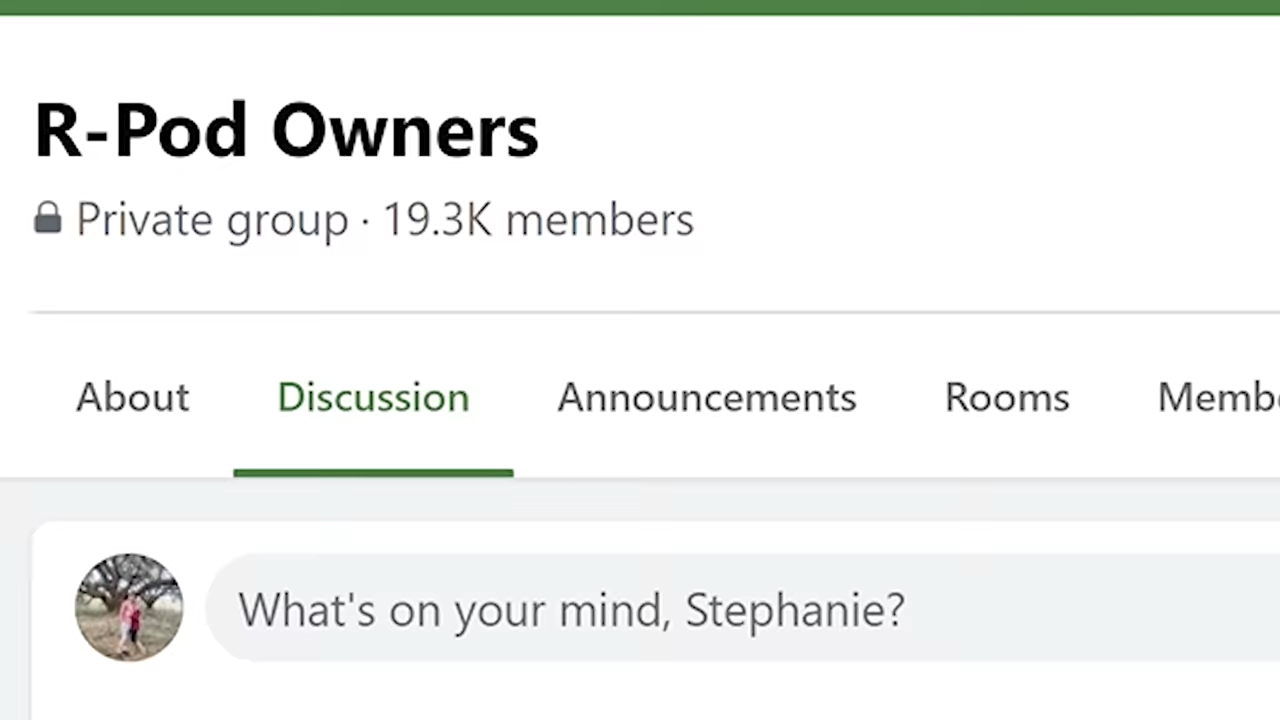 R-Pod Owners
Private group · 19.3K members
About Discussion Announcements Rooms
What's on your mind, Stephanie?